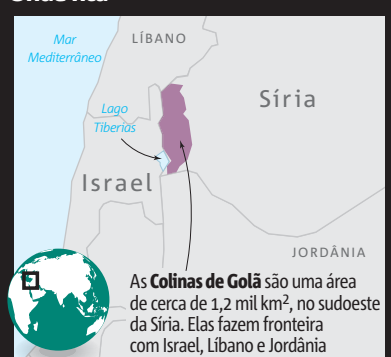 Mar
Mediterrâneo
LÍBANO
Síria
Lago
Tiberias
Israel
JORDÂNIA
As Colinas de Golã são uma área
de cerca de 1,2 mil km², no sudoeste
da Síria. Elas fazem fronteira
com Israel, Líbano e Jordânia